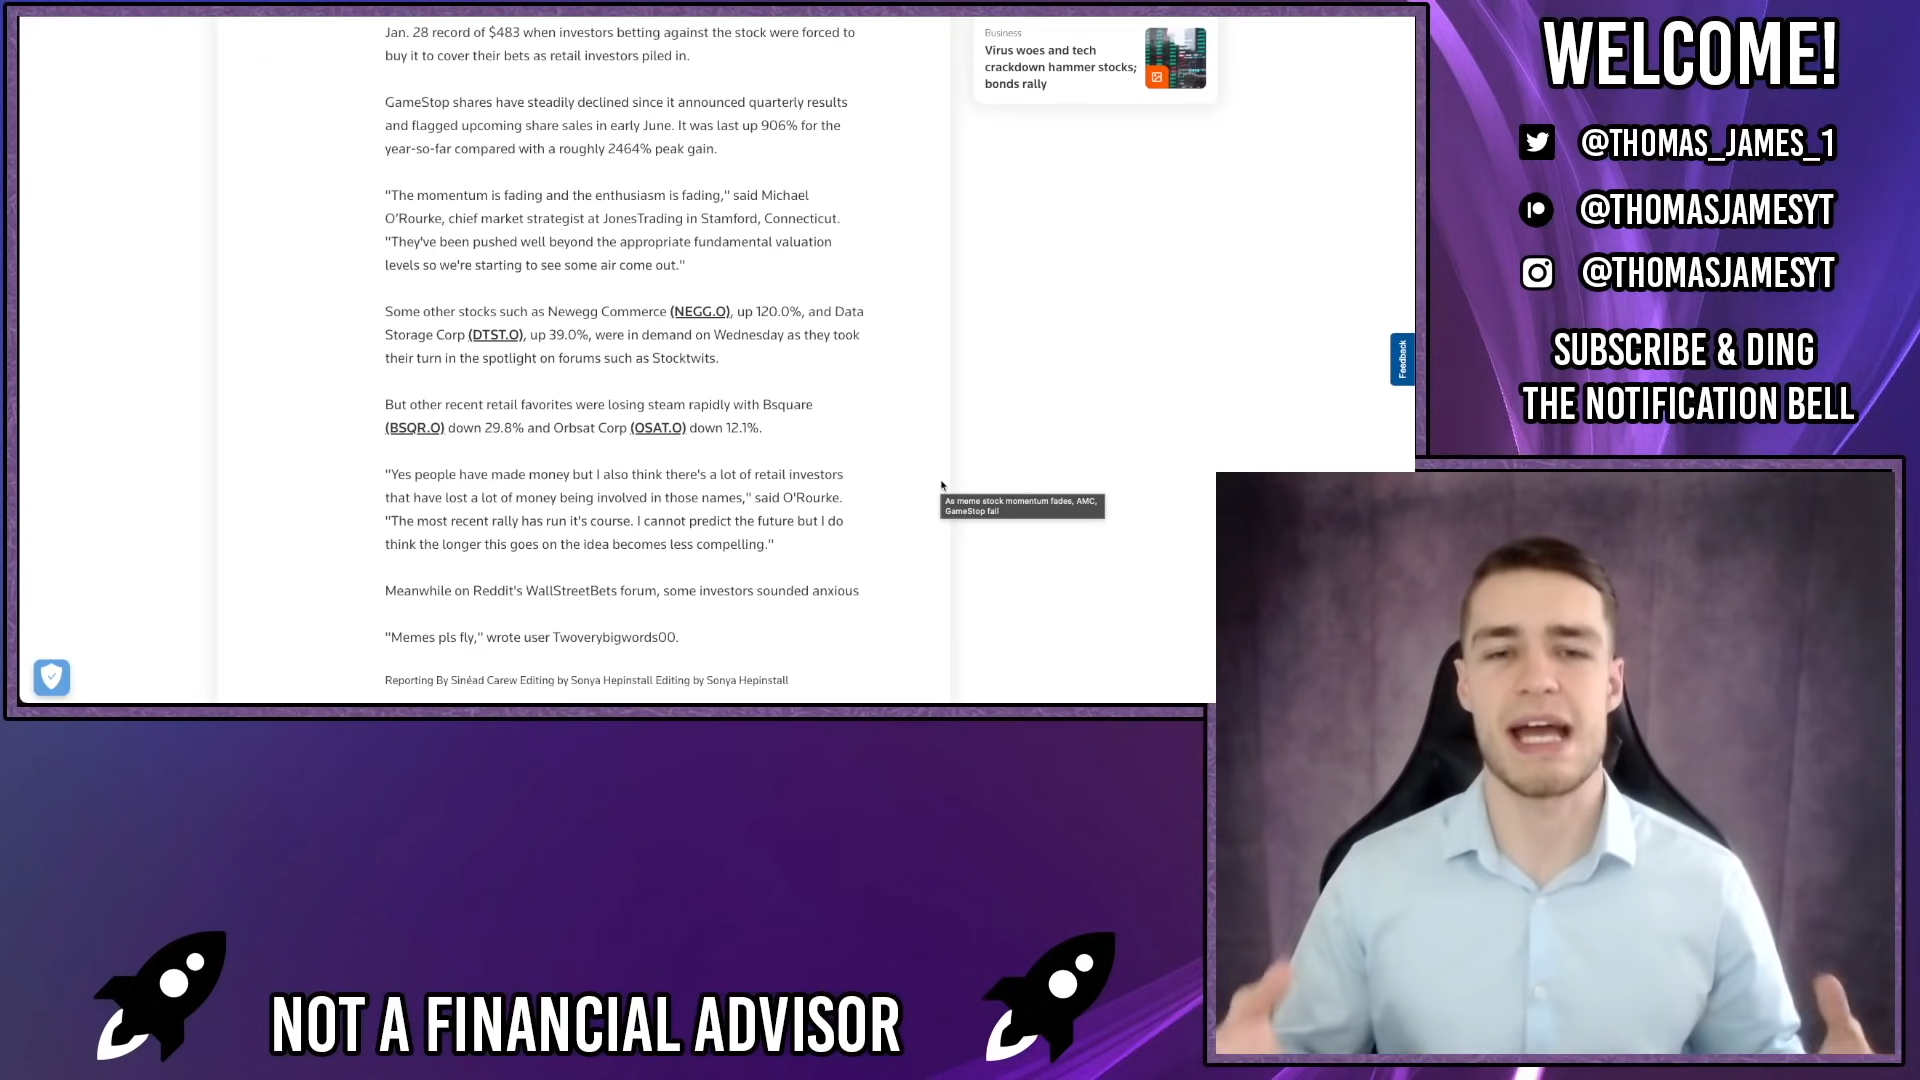 Jan. 28 record of $483 when investors betting against the stock were forced to
buy it to cover their bets as retail investors piled in.
GameStop shares have steadily declined since it announced quarterly results
and flagged upcoming share sales in early June. It was last up 906% for the
year-so-far compared with a roughly 2464% peak gain.
"The momentum is fading and the enthusiasm is fading," said Michael
O'Rourke, chief market strategist at JonesTrading in Stamford, Connecticut.
"They've been pushed well beyond the appropriate fundamental valuation
levels so we're starting to see some air come out."
Some other stocks such as Newegg Commerce (NEGG.O), up 120.0%, and Data
Storage Corp (DTST.O), up 39.0%, were in demand on Wednesday as they took
their turn in the spotlight on forums such as Stocktwits.
But other recent retail favorites were losing steam rapidly with Bsquare
(BSQR.O) down 29.8% and Orbsat Corp (OSAT.O) down 12.1%.
"Yes people have made money but I also think there's a lot of retail investors
that have lost a lot of money being involved in those names," said O'Rourke.
"The most recent rally has run it's course. I cannot predict the future but I do
think the longer this goes on the idea becomes less compelling."
Meanwhile on Reddit's WallStreetBets forum, some investors sounded anxious
"Memes pls fly," wrote user Twoverybigwords00.
Reporting By Sinéad Carew Editing by Sonya Hepinstall Editing by Sonya Hepinstall
Business
Virus woes and tech
crackdown hammer stocks;
bonds rally
Feedback
As meme stock momentum fades, AMC,
GameStop fall
WELCOME!
@THOMAS_JAMES_1
@THOMASJAMESYT
@THOMASJAMESYT
SUBSCRIBE & DING
THE NOTIFICATION BELL
NOT A FINANCIAL ADVISOR